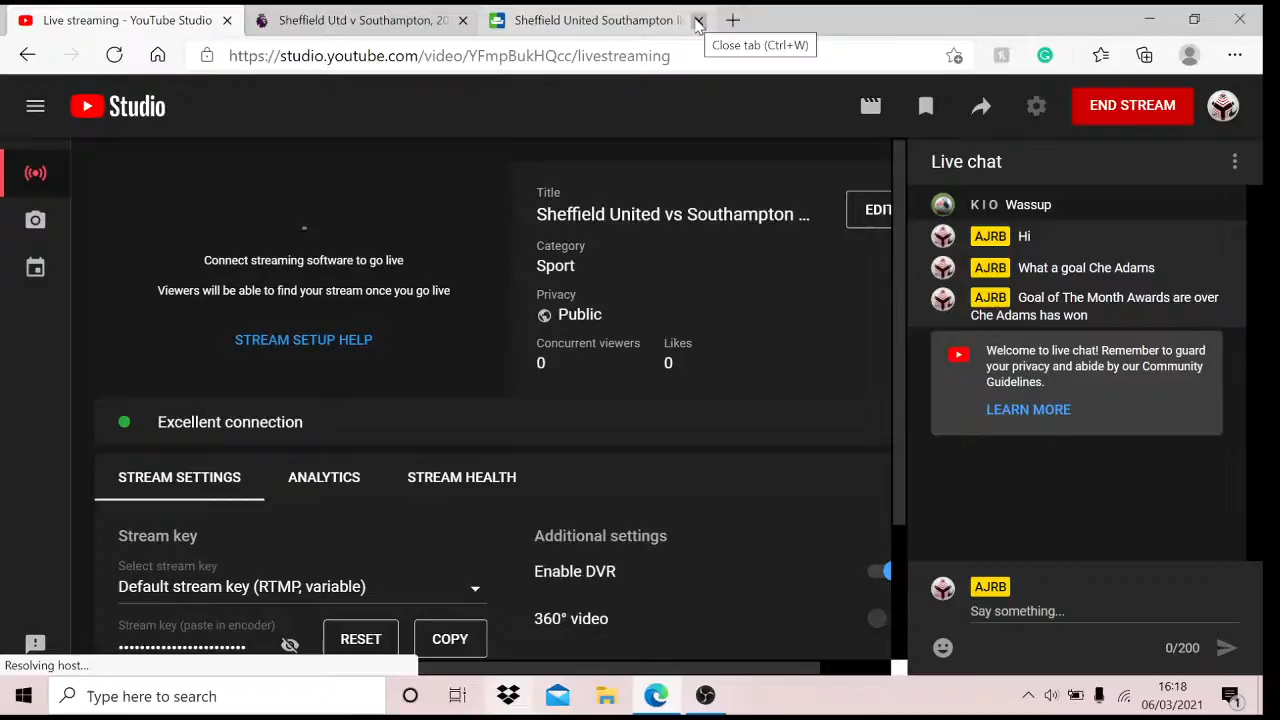 Live streaming - YouTube Studio
Sheffield Utd v Southampton, 20
Sheffield United Southampton li
Close tab (Ctrl+W)
https://studio.youtube.com/video/YFmpBukHQcc/livestreaming
Studio
END STREAM
Connect streaming software to go live
Viewers will be able to find your stream once you go live
STREAM SETUP HELP
Title
Sheffield United vs Southampton ...
EDIT
Category
Sport
Privacy
Public
Concurrent viewers
Likes
0
0
Excellent connection
STREAM SETTINGS
ANALYTICS
STREAM HEALTH
Stream key
Select stream key
Default stream key (RTMP, variable)
Stream key (paste in encoder)
RESET
COPY
Additional settings
Enable DVR
360° video
Live chat
K I O Wassup
AJRB Hi
AJRB What a goal Che Adams
AJRB Goal of The Month Awards are over
Che Adams has won
Welcome to live chat! Remember to guard
your privacy and abide by our Community
Guidelines.
LEARN MORE
AJRB
Say something...
0/200
Resolving host...
Type here to search
16:18
06/03/2021
1